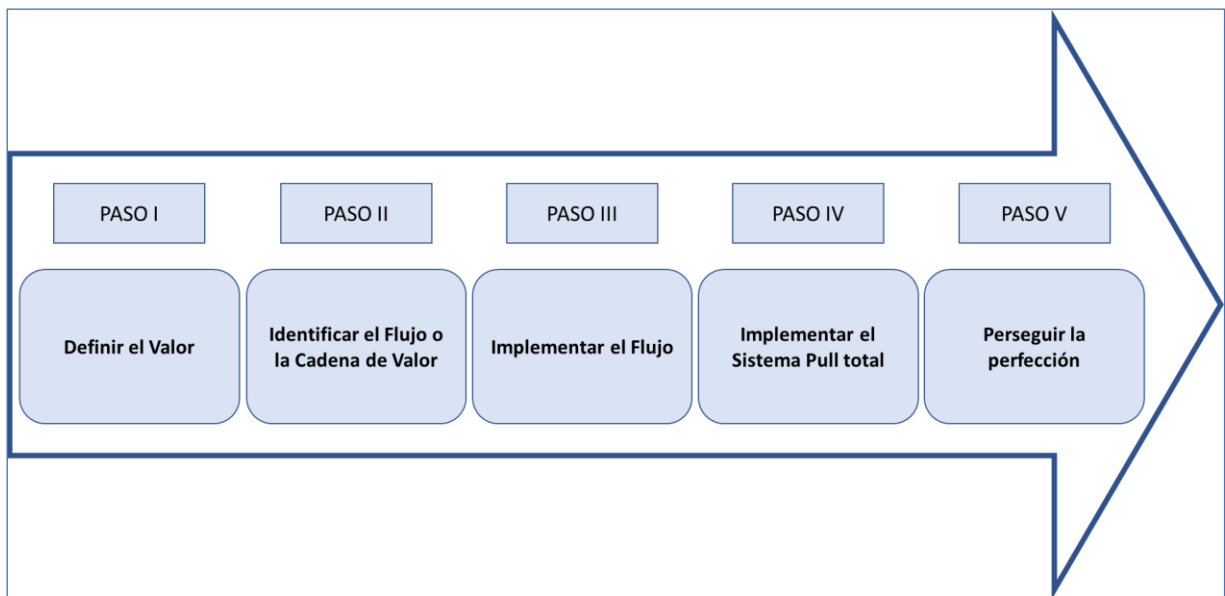 PASO I
PASO II
PASO III
PASO IV
PASO V
Definir el Valor
Identificar el Flujo o
la Cadena de Valor
Implementar el Flujo
Implementar el
Sistema Pull total
Perseguir la
perfección